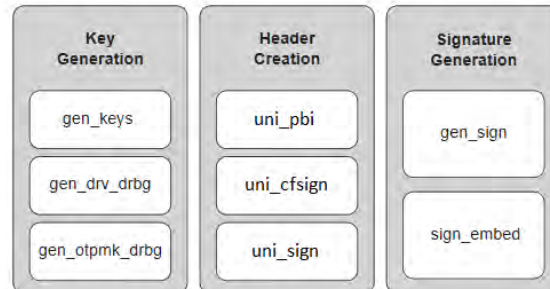 Key
Generation
gen_keys
gen_drv_drbg
gen_otpmk_drbg
Header
Creation
uni_pbi
uni_cfsign
uni_sign
Signature
Generation
gen_sign
sign_embed